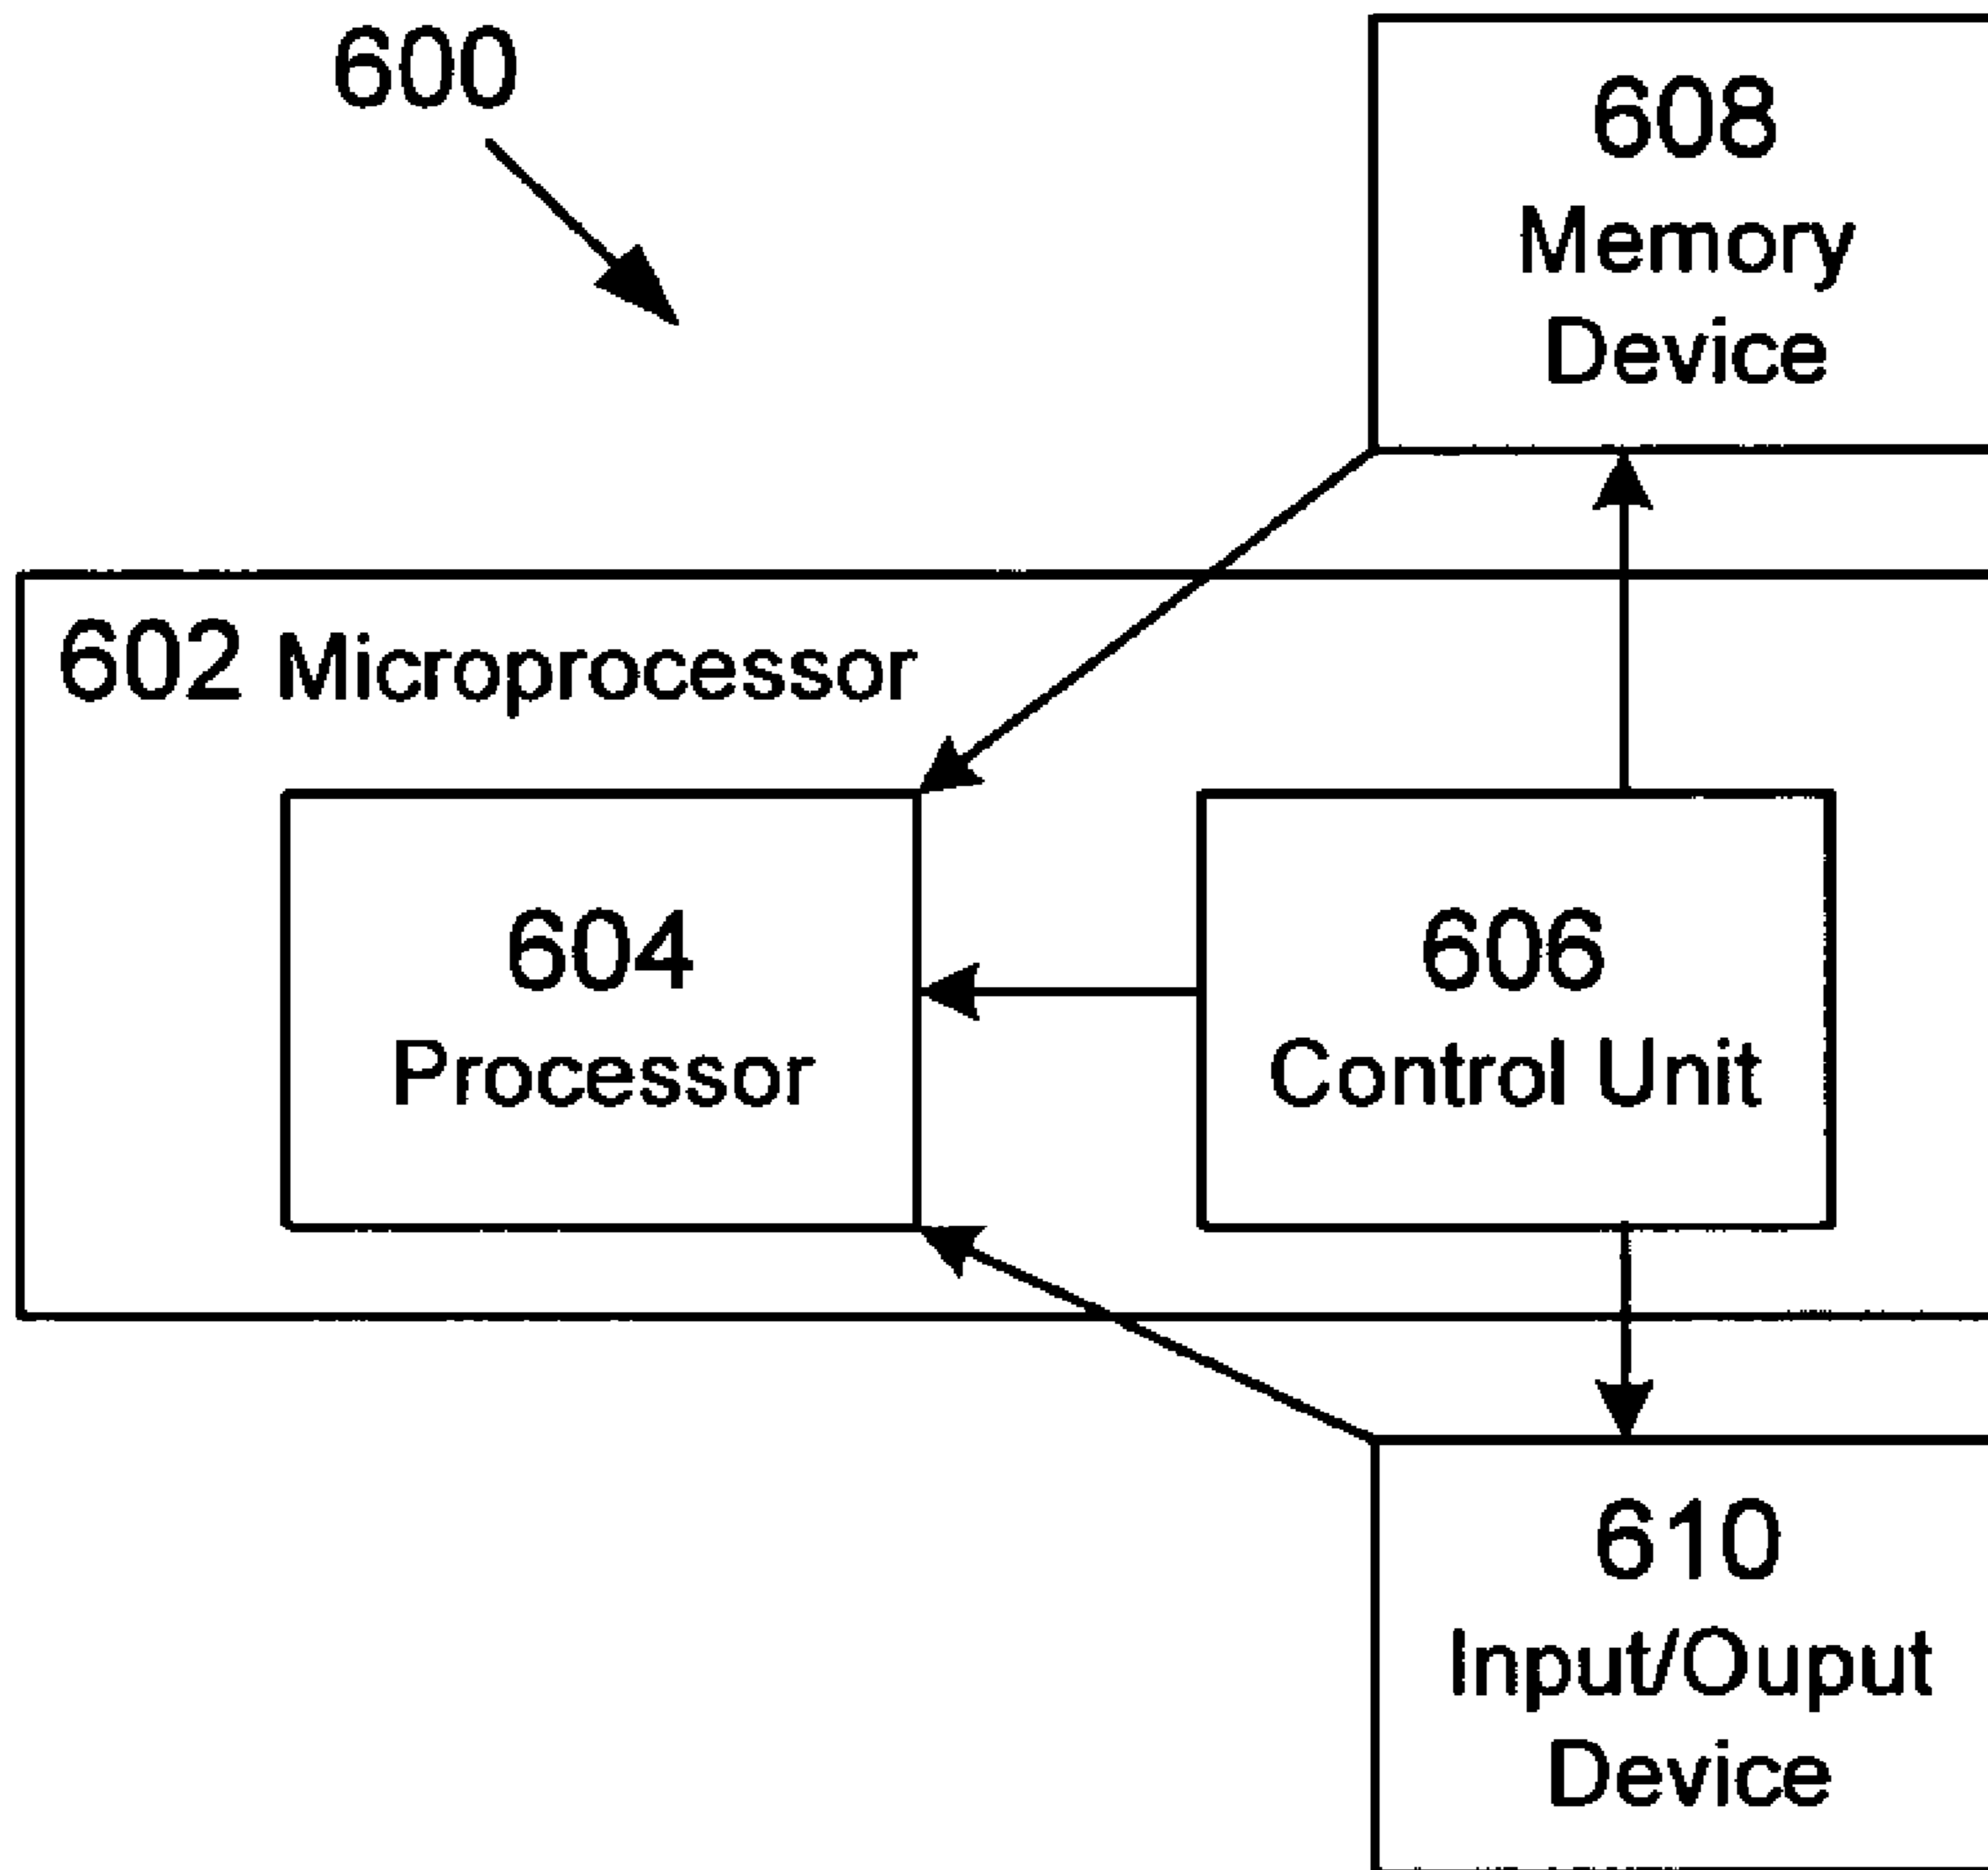 600
608
Memory
Device
602 Microprocessor
604
Processor
606
Control Unit
610
Input/Ouput
Device